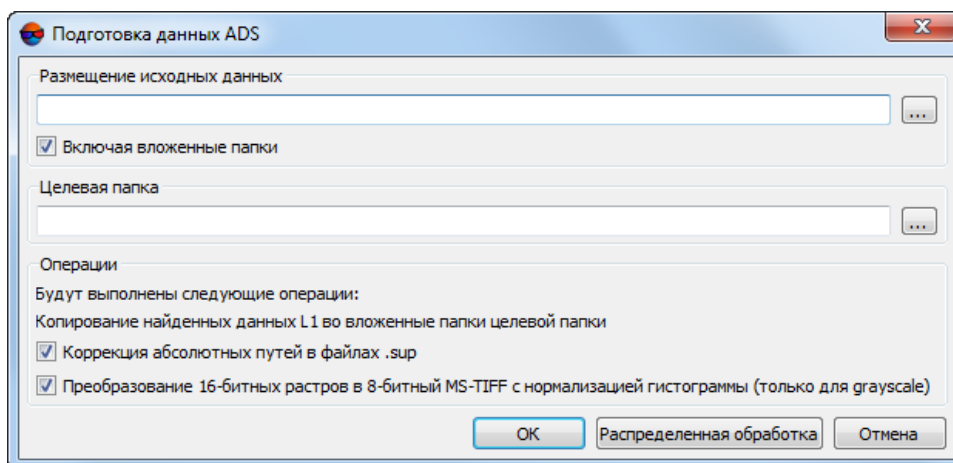 Подготовка данных ADS
Размещение исходных данных
...
Включая вложенные папки
Целевая папка
...
Операции
Будут выполнены следующие операции:
Копирование найденных данных L1 во вложенные папки целевой папки
Коррекция абсолютных путей в файлах .sup
Преобразование 16-битных растров в 8-битный MS-TIFF с нормализацией гистограммы (только для grayscale)
OK Распределенная обработка Отмена